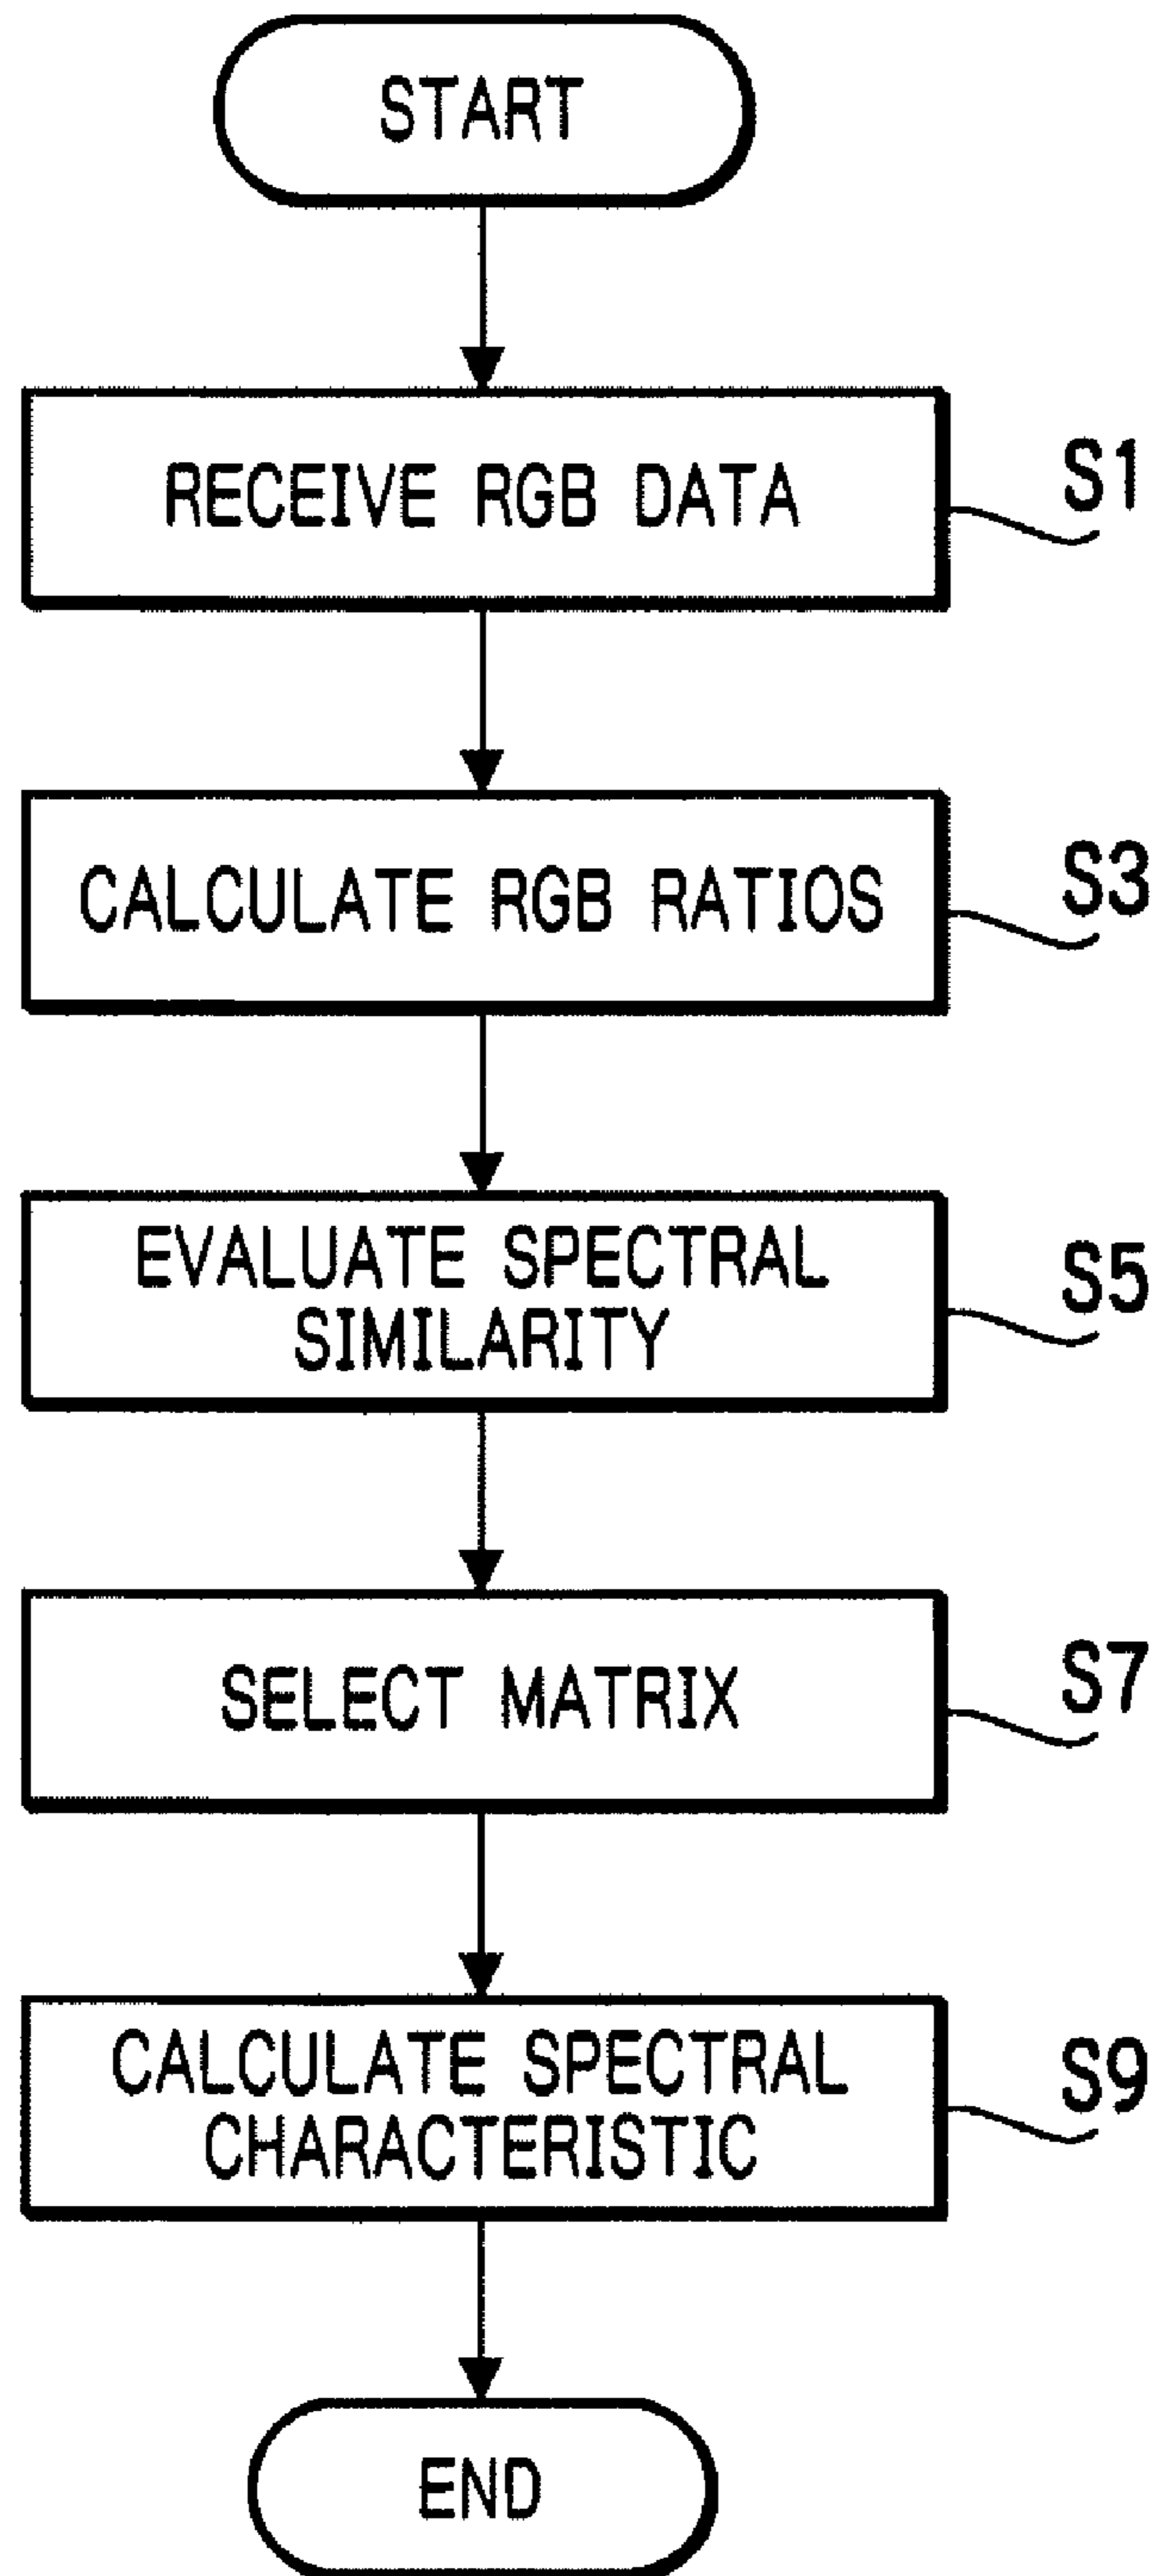 START
RECEIVE RGB DATA
S1
CALCULATE RGB RATIOS
S3
EVALUATE SPECTRAL
SIMILARITY
S5
SELECT MATRIX
S7
CALCULATE SPECTRAL
CHARACTERISTIC
S9
END